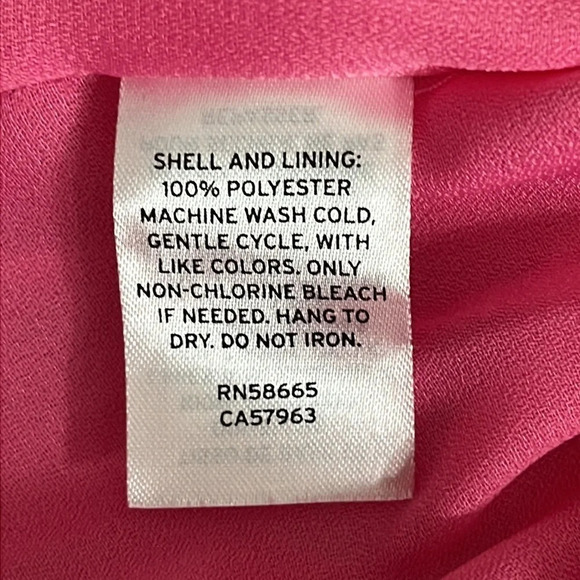 SHELL AND LINING:
100% POLYESTER
MACHINE WASH COLD,
GENTLE CYCLE, WITH
LIKE COLORS. ONLY
NON-CHLORINE BLEACH
IF NEEDED. HANG TO
DRY. DO NOT IRON.
RN58665
CA57963